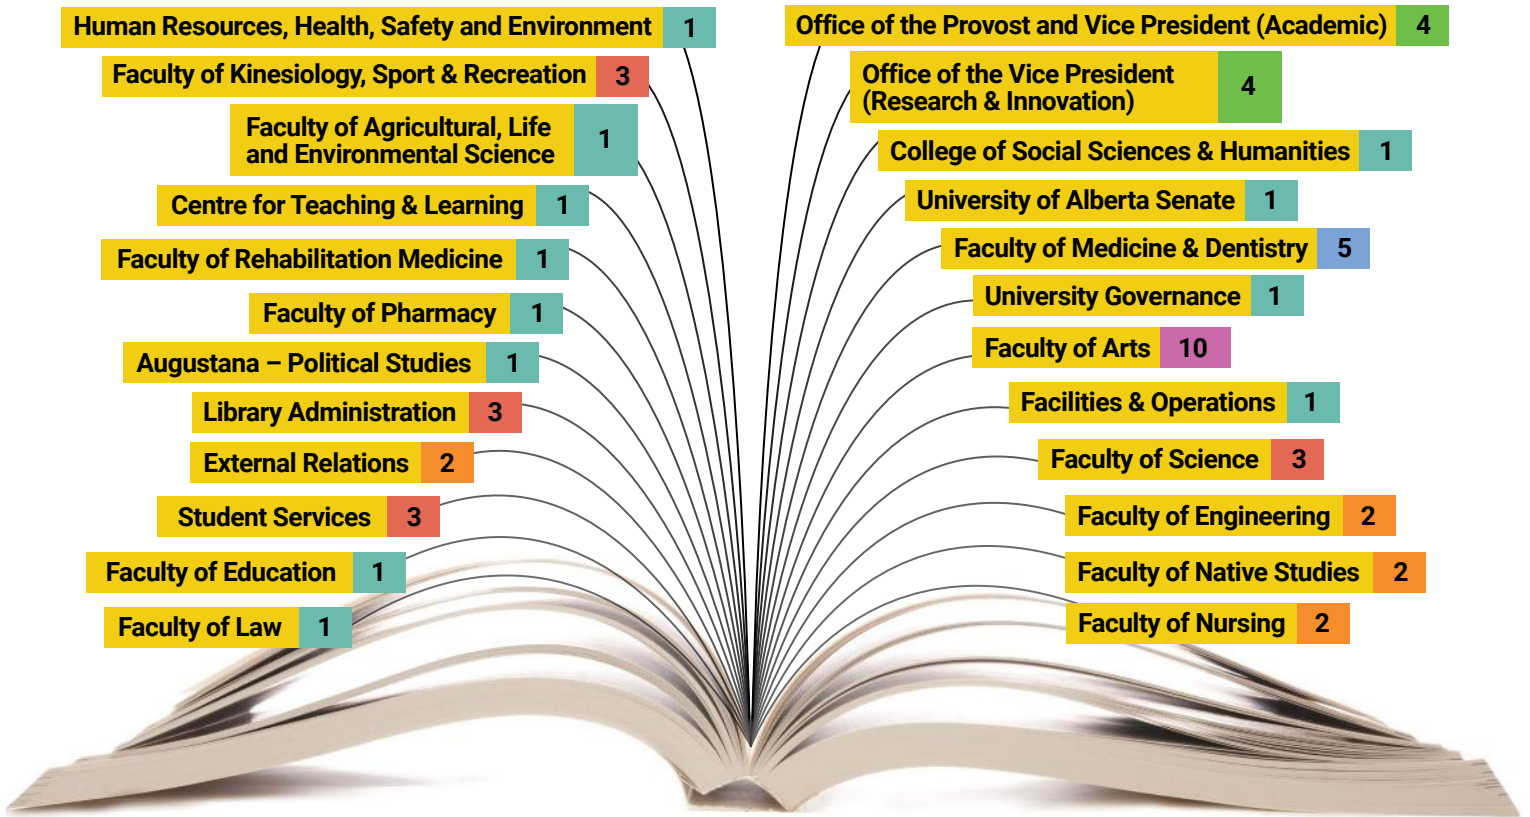 Human Resources, Health, Safety and Environment 1
Faculty of Kinesiology, Sport & Recreation 3
Faculty of Agricultural, Life
and Environmental Science 1
Centre for Teaching & Learning 1
Faculty of Rehabilitation Medicine 1
Faculty of Pharmacy 1
Augustana – Political Studies 1
Library Administration 3
External Relations 2
Student Services 3
Faculty of Education 1
Faculty of Law 1
Office of the Provost and Vice President (Academic) 4
Office of the Vice President
(Research & Innovation) 4
College of Social Sciences & Humanities 1
University of Alberta Senate 1
Faculty of Medicine & Dentistry 5
University Governance 1
Faculty of Arts 10
Facilities & Operations 1
Faculty of Science 3
Faculty of Engineering 2
Faculty of Native Studies 2
Faculty of Nursing 2